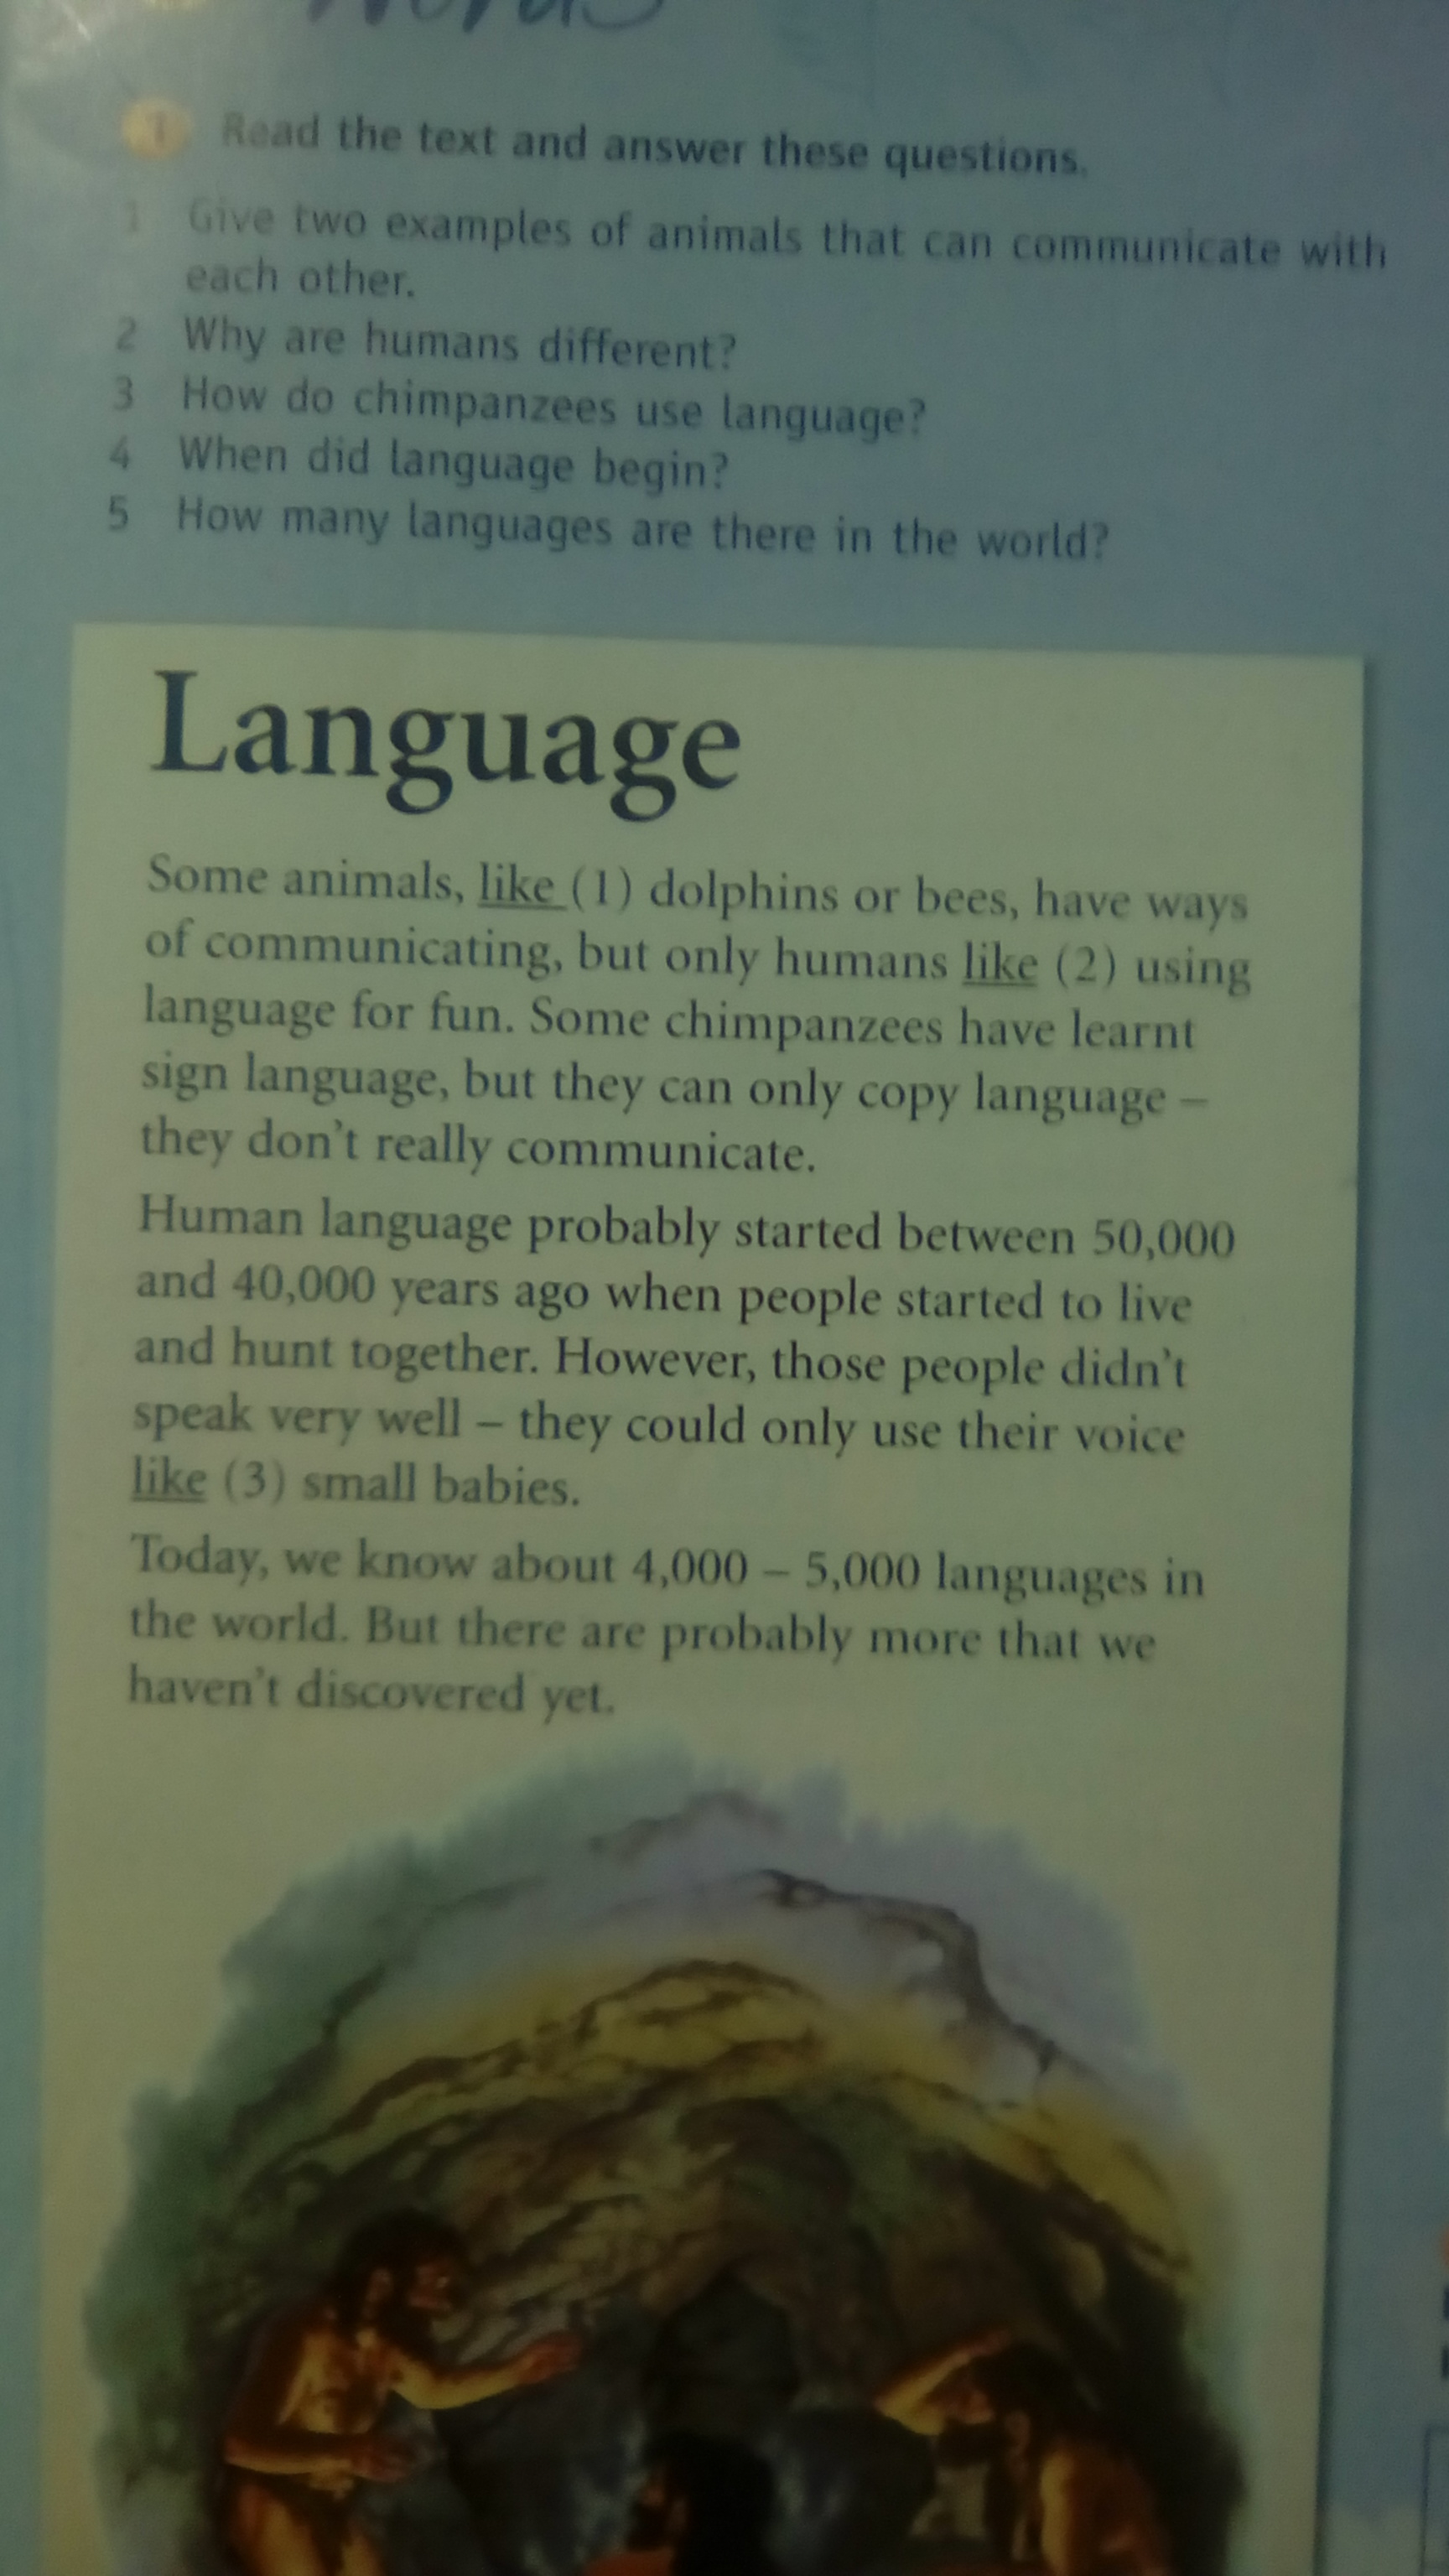 1 Read the text and answer these questions.
1 Give two examples of animals that can communicate with
each other.
2 Why are humans different?
3 How do chimpanzees use language?
4 When did language begin?
5 How many languages are there in the world?
Language
Some animals, like (1) dolphins or bees, have ways
of communicating, but only humans like (2) using
language for fun. Some chimpanzees have learnt
sign language, but they can only copy language –
they don't really communicate.
Human language probably started between 50,000
and 40,000 years ago when people started to live
and hunt together. However, those people didn't
speak very well – they could only use their voice
like (3) small babies.
Today, we know about 4,000 – 5,000 languages in
the world. But there are probably more that we
haven't discovered yet.